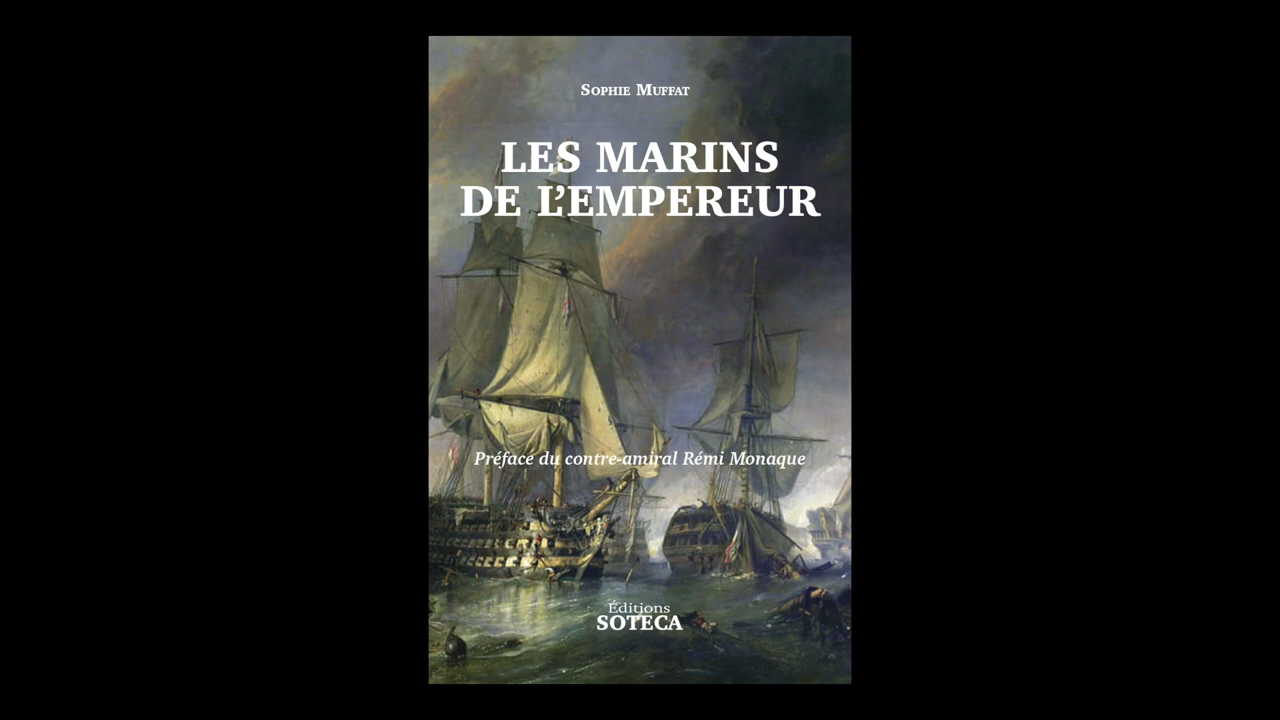 Sophie Muffat
LES MARINS
DE L’EMPEREUR
Préface du contre-amiral Rémi Monaque
Éditions
SOTECA